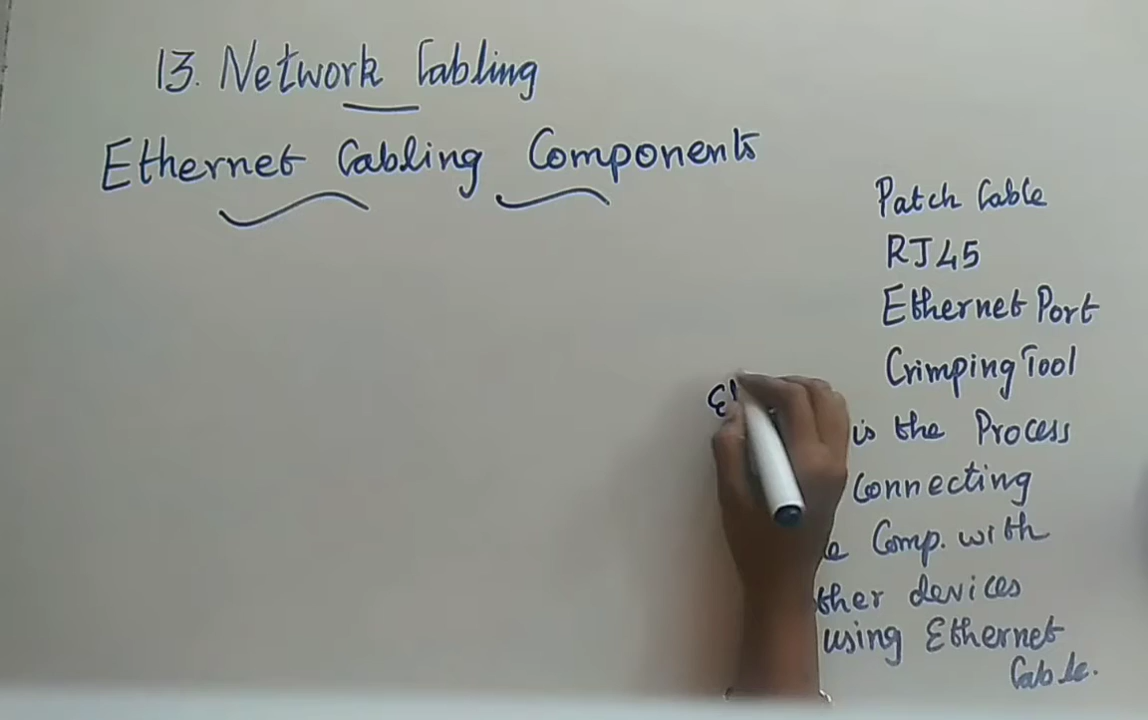 13. Network Cabling
Ethernet Cabling Components
Patch Cable
RJ45
Ethernet Port
Crimping Tool
is the Process
Connecting
Comp. with
using Ethernet
devices
Cable.